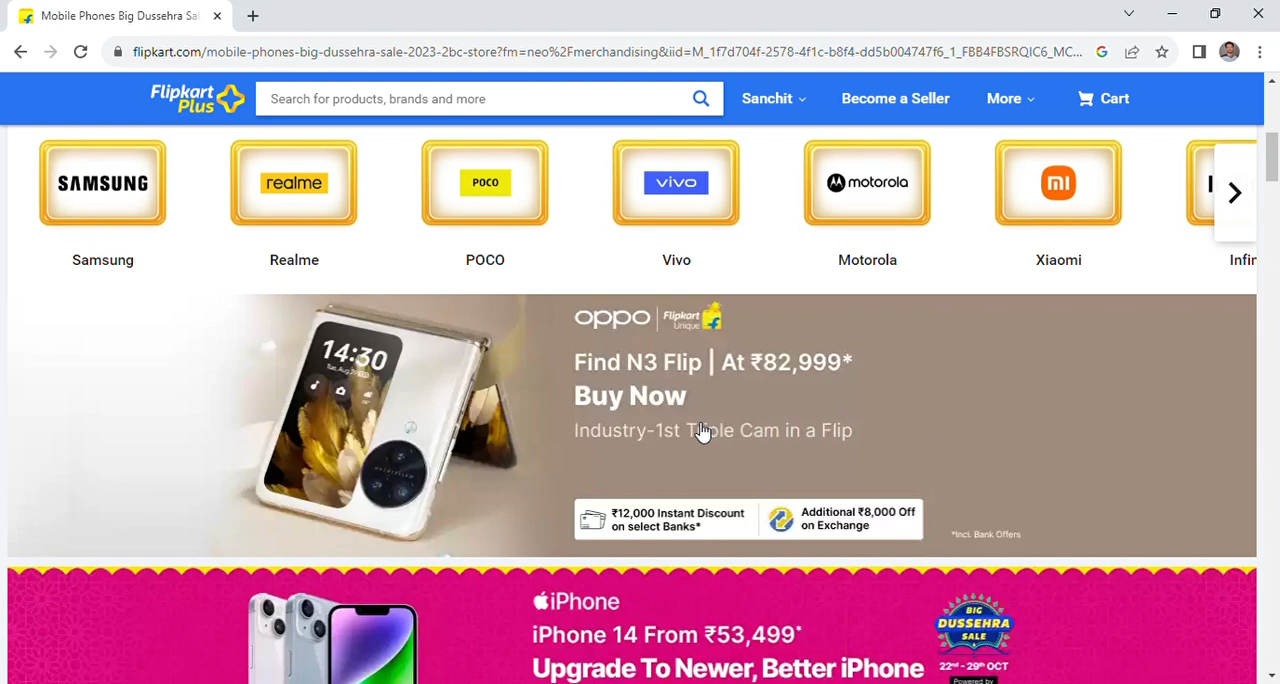 Mobile Phones Big Dussehra Sal
flipkart.com/mobile-phones-big-dussehra-sale-2023-2bc-store?fm=neo%2Fmerchandising&iid=M_1f7d704f-2578-4f1c-b8f4-dd5b004747f6_1_FBB4FBSRQIC6_MC...
Flipkart
Plus
Search for products, brands and more
Sanchit
Become a Seller
More
Cart
SAMSUNG
realme
POCO
vivo
motorola
mi
Samsung
Realme
POCO
Vivo
Motorola
Xiaomi
Infin
14:30
oppo | Flipkart
Unique
Find N3 Flip | At ₹82,999*
Buy Now
Industry-1st Triple Cam in a Flip
₹12,000 Instant Discount
on select Banks*
Additional ₹8,000 Off
on Exchange
*Incl. Bank Offers
iPhone
iPhone 14 From ₹53,499*
Upgrade To Newer, Better iPhone
BIG
DUSSEHRA
SALE
22nd - 29th OCT
Powered by